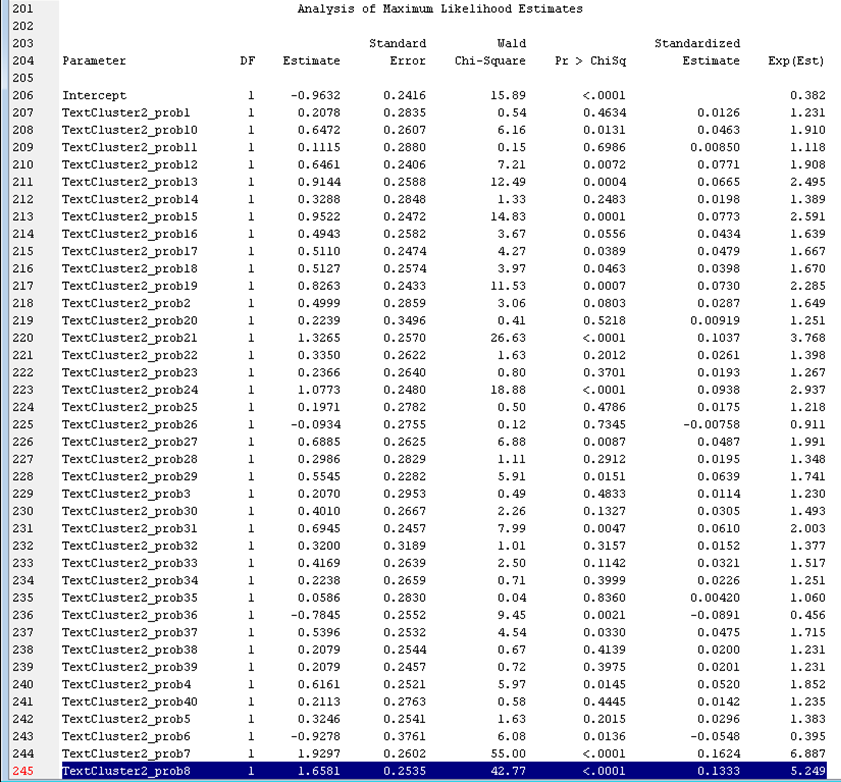 201 Analysis of Maximum Likelihood Estimates
202
203 Standard Wald Standardized
204 Parameter DF Estimate Error Chi-Square Pr > ChiSq Estimate Exp(Est)
205
206 Intercept 1 -0.9632 0.2416 15.89 <.0001 0.382
207 TextCluster2_prob1 1 0.2078 0.2835 0.54 0.4634 0.0126 1.231
208 TextCluster2_prob10 1 0.6472 0.2607 6.16 0.0131 0.0463 1.910
209 TextCluster2_prob11 1 0.1115 0.2880 0.15 0.6986 0.00850 1.118
210 TextCluster2_prob12 1 0.6461 0.2406 7.21 0.0072 0.0771 1.908
211 TextCluster2_prob13 1 0.9144 0.2588 12.49 0.0004 0.0665 2.495
212 TextCluster2_prob14 1 0.3288 0.2848 1.33 0.2483 0.0198 1.389
213 TextCluster2_prob15 1 0.9522 0.2472 14.83 0.0001 0.0773 2.591
214 TextCluster2_prob16 1 0.4943 0.2582 3.67 0.0556 0.0434 1.639
215 TextCluster2_prob17 1 0.5110 0.2474 4.27 0.0389 0.0479 1.667
216 TextCluster2_prob18 1 0.5127 0.2574 3.97 0.0463 0.0398 1.670
217 TextCluster2_prob19 1 0.8263 0.2433 11.53 0.0007 0.0730 2.285
218 TextCluster2_prob2 1 0.4999 0.2859 3.06 0.0803 0.0287 1.649
219 TextCluster2_prob20 1 0.2239 0.3496 0.41 0.5218 0.00919 1.251
220 TextCluster2_prob21 1 1.3265 0.2570 26.63 <.0001 0.1037 3.768
221 TextCluster2_prob22 1 0.3350 0.2622 1.63 0.2012 0.0261 1.398
222 TextCluster2_prob23 1 0.2366 0.2640 0.80 0.3701 0.0193 1.267
223 TextCluster2_prob24 1 1.0773 0.2480 18.88 <.0001 0.0938 2.937
224 TextCluster2_prob25 1 0.1971 0.2782 0.50 0.4786 0.0175 1.218
225 TextCluster2_prob26 1 -0.0934 0.2755 0.12 0.7345 -0.00758 0.911
226 TextCluster2_prob27 1 0.6885 0.2625 6.88 0.0087 0.0487 1.991
227 TextCluster2_prob28 1 0.2986 0.2829 1.11 0.2912 0.0195 1.348
228 TextCluster2_prob29 1 0.5545 0.2282 5.91 0.0151 0.0639 1.741
229 TextCluster2_prob3 1 0.2070 0.2953 0.49 0.4833 0.0114 1.230
230 TextCluster2_prob30 1 0.4010 0.2667 2.26 0.1327 0.0305 1.493
231 TextCluster2_prob31 1 0.6945 0.2457 7.99 0.0047 0.0610 2.003
232 TextCluster2_prob32 1 0.3200 0.3189 1.01 0.3157 0.0152 1.377
233 TextCluster2_prob33 1 0.4169 0.2639 2.50 0.1142 0.0321 1.517
234 TextCluster2_prob34 1 0.2238 0.2659 0.71 0.3999 0.0226 1.251
235 TextCluster2_prob35 1 0.0586 0.2830 0.04 0.8360 0.00420 1.060
236 TextCluster2_prob36 1 -0.7845 0.2552 9.45 0.0021 -0.0891 0.456
237 TextCluster2_prob37 1 0.5396 0.2532 4.54 0.0330 0.0475 1.715
238 TextCluster2_prob38 1 0.2079 0.2544 0.67 0.4139 0.0200 1.231
239 TextCluster2_prob39 1 0.2079 0.2457 0.72 0.3975 0.0201 1.231
240 TextCluster2_prob4 1 0.6161 0.2521 5.97 0.0145 0.0520 1.852
241 TextCluster2_prob40 1 0.2113 0.2763 0.58 0.4445 0.0142 1.235
242 TextCluster2_prob5 1 0.3246 0.2541 1.63 0.2015 0.0296 1.383
243 TextCluster2_prob6 1 -0.9278 0.3761 6.08 0.0136 -0.0548 0.395
244 TextCluster2_prob7 1 1.9297 0.2602 55.00 <.0001 0.1624 6.887
245 TextCluster2_prob8 1 1.6581 0.2535 42.77 <.0001 0.1333 5.249